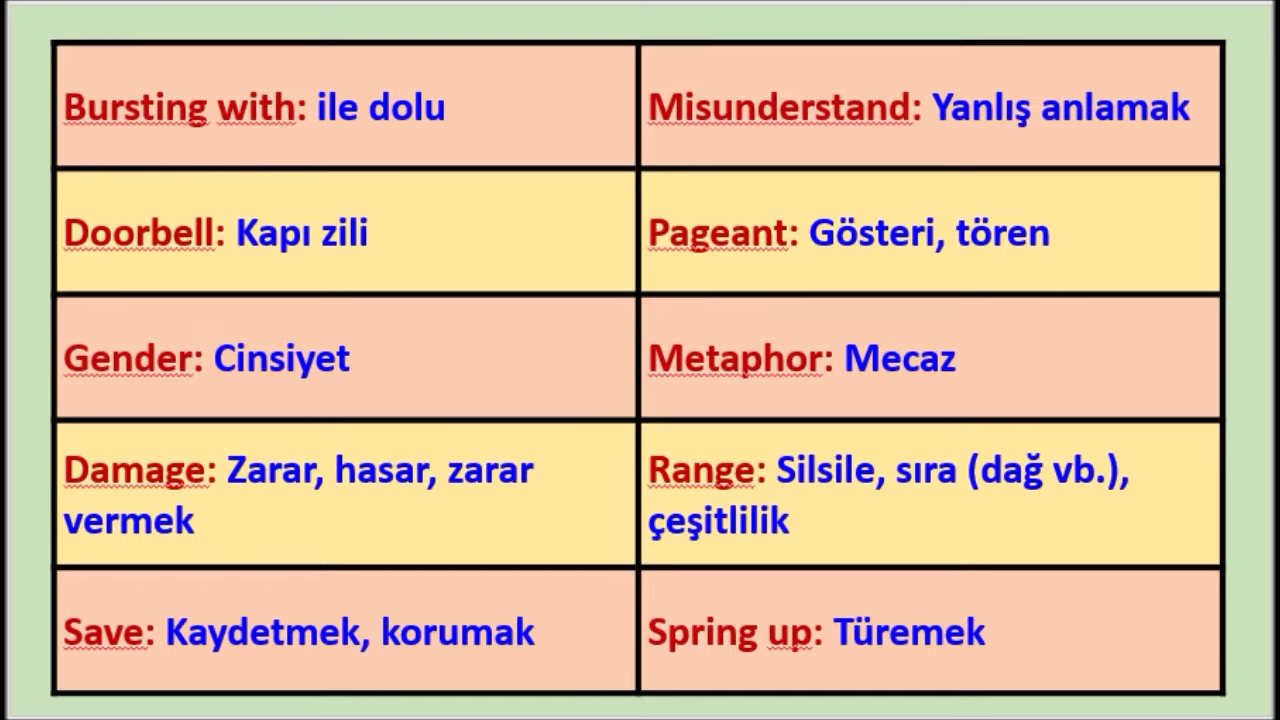 Bursting with: ile dolu
Misunderstand: Yanlış anlamak
Doorbell: Kapı zili
Pageant: Gösteri, tören
Gender: Cinsiyet
Metaphor: Mecaz
Damage: Zarar, hasar, zarar
vermek
Range: Silsile, sıra (dağ vb.),
çeşitlilik
Save: Kaydetmek, korumak
Spring up: Türemek